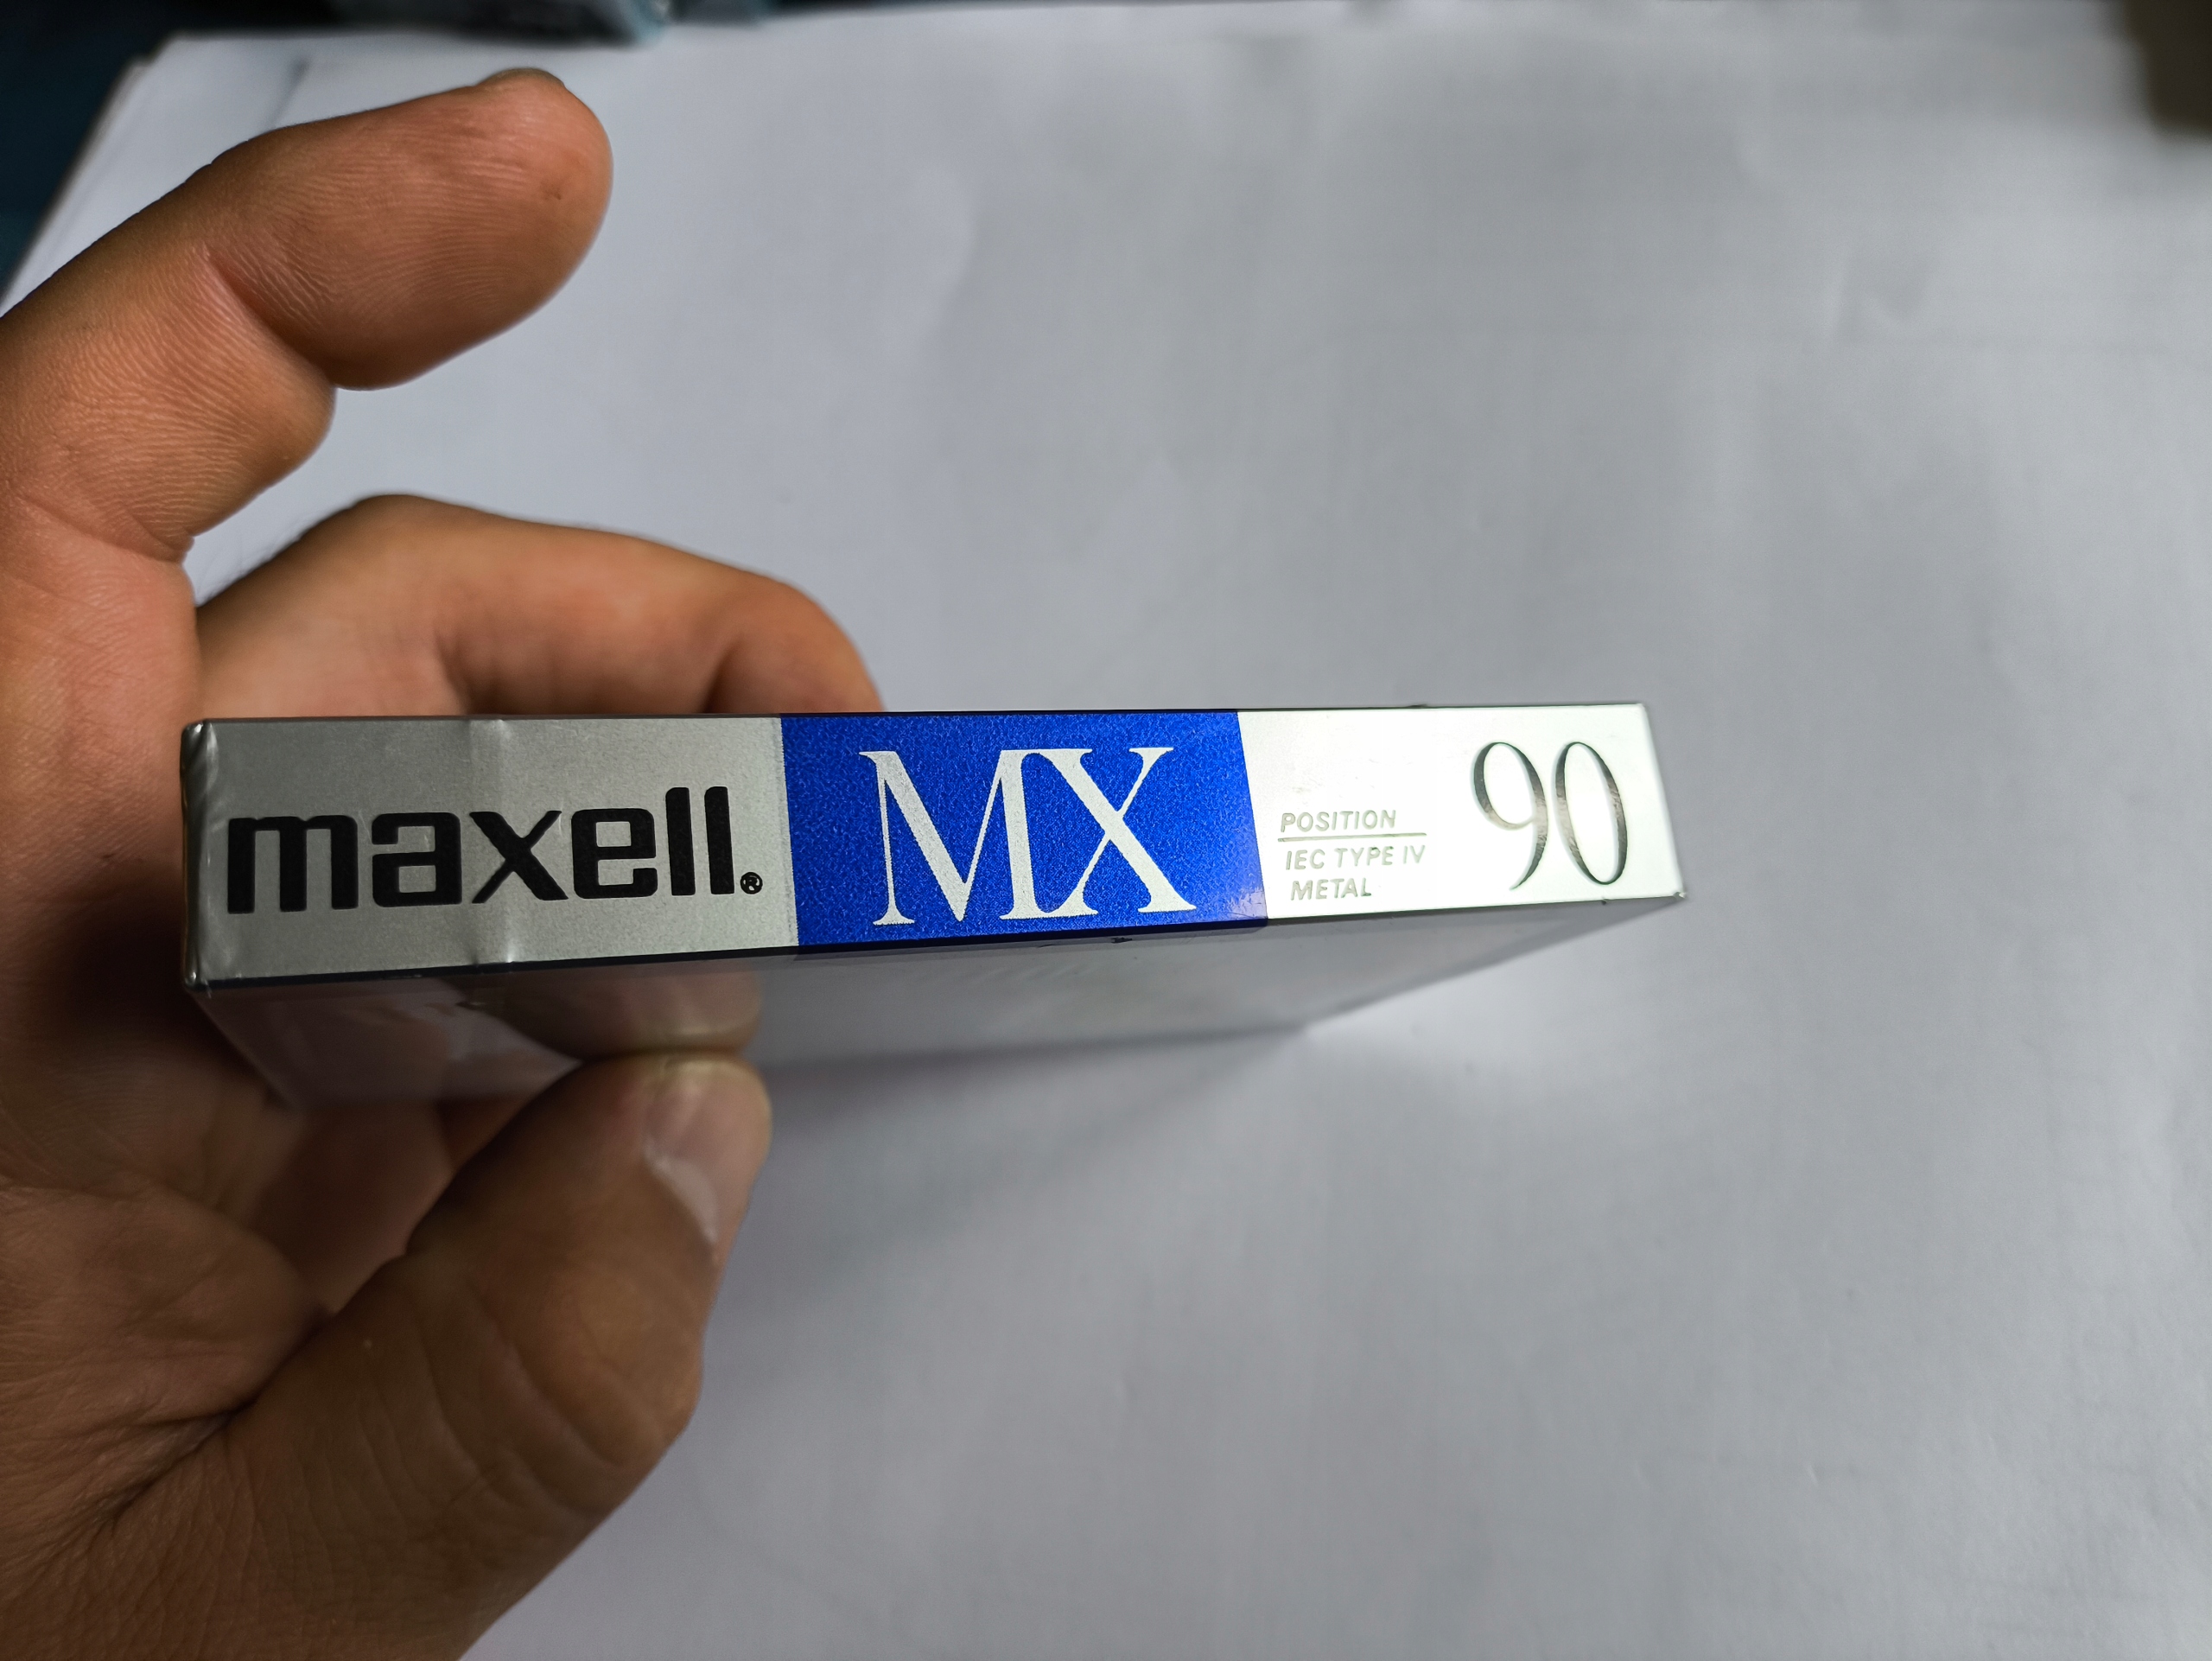 maxell®
MX
POSITION
IEC TYPE IV
METAL
90